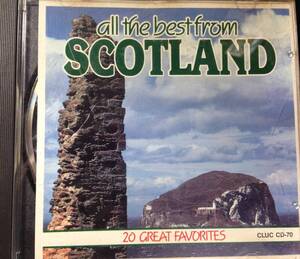 all the best from
SCOTLAND
20 GREAT FAVORITES
CLUC CD-70